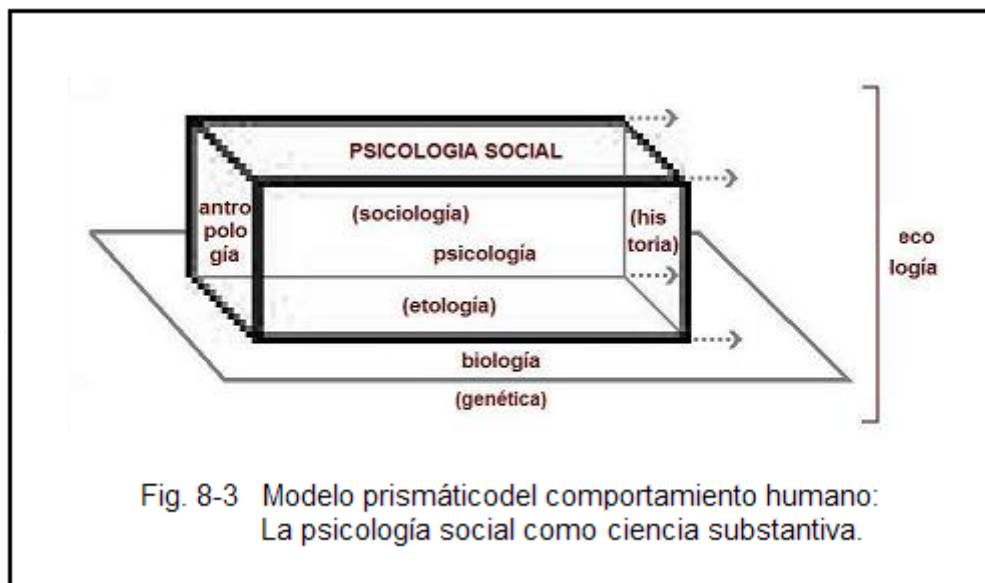 PSICOLOGIA SOCIAL
antro
polo
gía
(sociología)
(his
toria)
psicología
eco
logía
(etología)
biología
(genética)
Fig. 8-3 Modelo prismáticodel comportamiento humano:
La psicología social como ciencia substantiva.